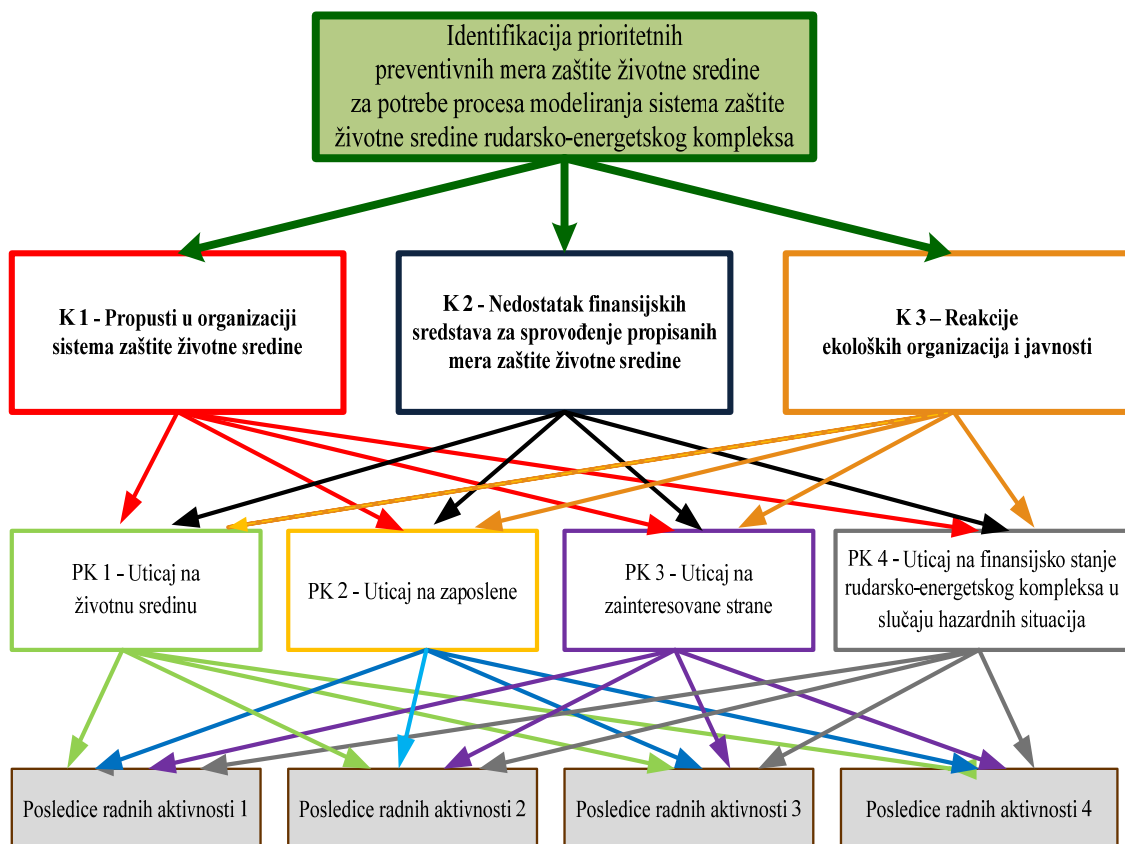 Identifikacija prioritetnih
preventivnih mera zaštite životne sredine
za potrebe procesa modeliranja sistema zaštite
životne sredine rudarsko-energetskog kompleksa
K 1 - Propusti u organizaciji
sistema zaštite životne sredine
K 2 - Nedostatak finansijskih
sredstava za sprovođenje propisanih
mera zaštite životne sredine
K 3 – Reakcije
ekoloških organizacija i javnosti
PK 1 - Uticaj na
životnu sredinu
PK 2 - Uticaj na zaposlene
PK 3 - Uticaj na
zainteresovane strane
PK 4 - Uticaj na finansijsko stanje
rudarsko-energetskog kompleksa u
slučaju hazardnih situacija
Posledice radnih aktivnosti 1
Posledice radnih aktivnosti 2
Posledice radnih aktivnosti 3
Posledice radnih aktivnosti 4